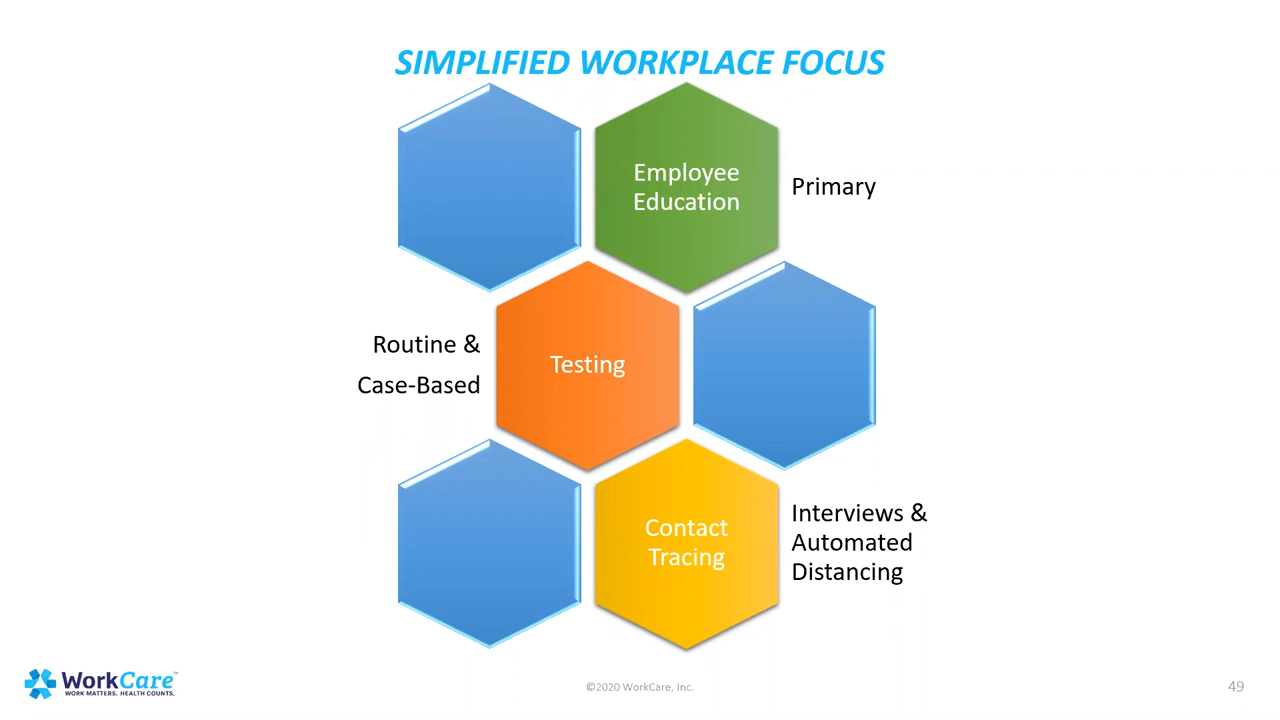 SIMPLIFIED WORKPLACE FOCUS
Employee
Education
Primary
Routine &
Case-Based
Testing
Contact
Tracing
Interviews &
Automated
Distancing
WorkCare™
WORK MATTERS. HEALTH COUNTS.
©2020 WorkCare, Inc.
49